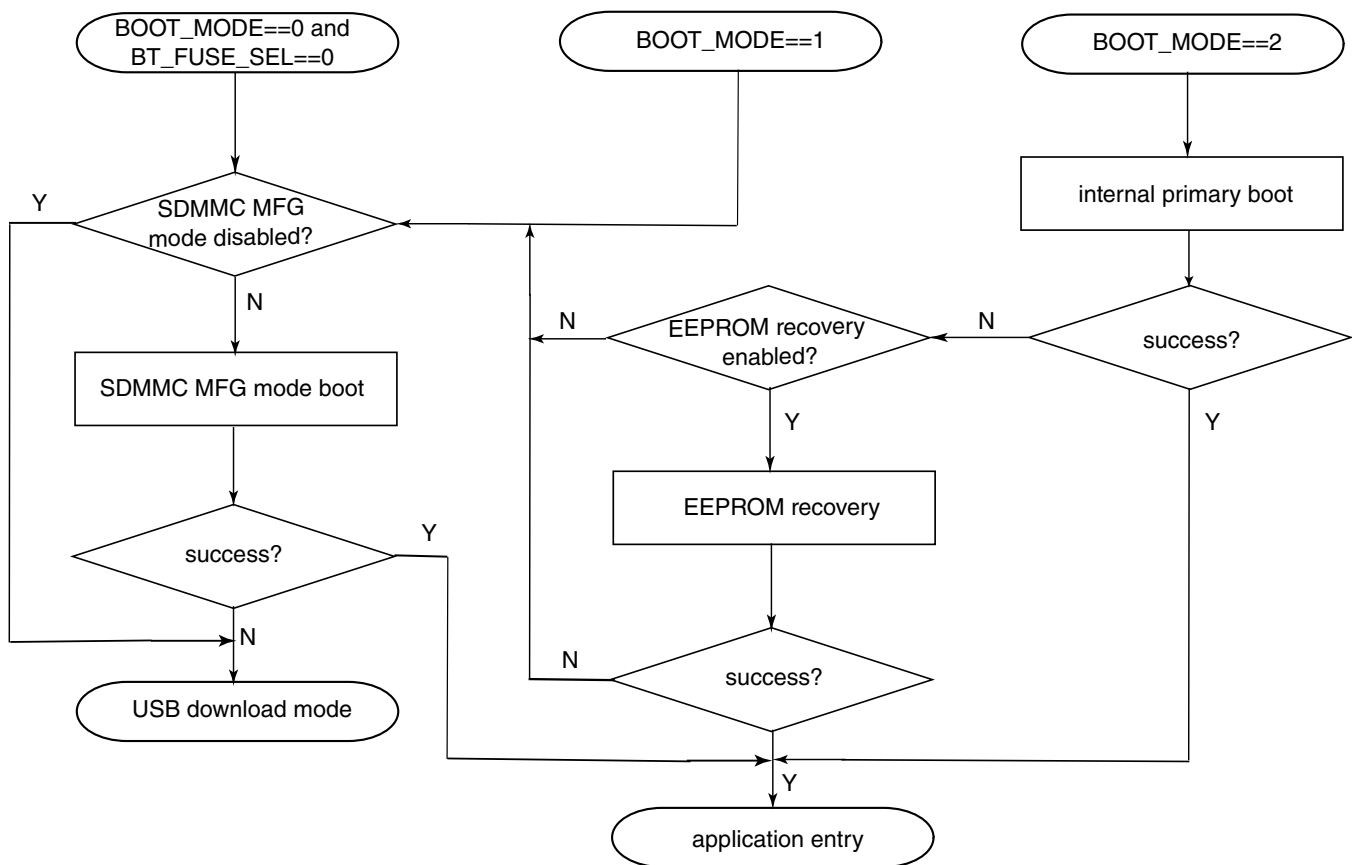 BOOT_MODE==0 and
BT_FUSE_SEL==0
BOOT_MODE==1
BOOT_MODE==2
Y
SDMMC MFG
mode disabled?
internal primary boot
N
N
EEPROM recovery
enabled?
N
success?
SDMMC MFG mode boot
Y
Y
EEPROM recovery
Y
success?
N
N
success?
USB download mode
Y
application entry